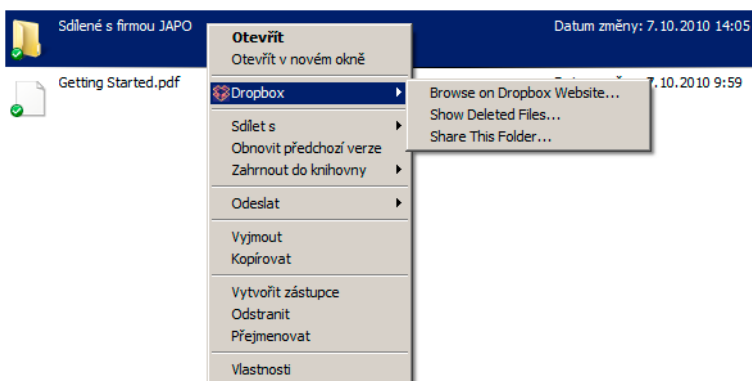 Sdílené s firmou JAPO
Datum změny: 7.10.2010 14:05
Getting Started.pdf
7.10.2010 9:59
Otevřít
Otevřít v novém okně
Dropbox
Sdílet s
Obnovit předchozí verze
Zahrnout do knihovny
Odeslat
Vyjmout
Kopírovat
Vytvořit zástupce
Odstranit
Přejmenovat
Vlastnosti
Browse on Dropbox Website...
Show Deleted Files...
Share This Folder...